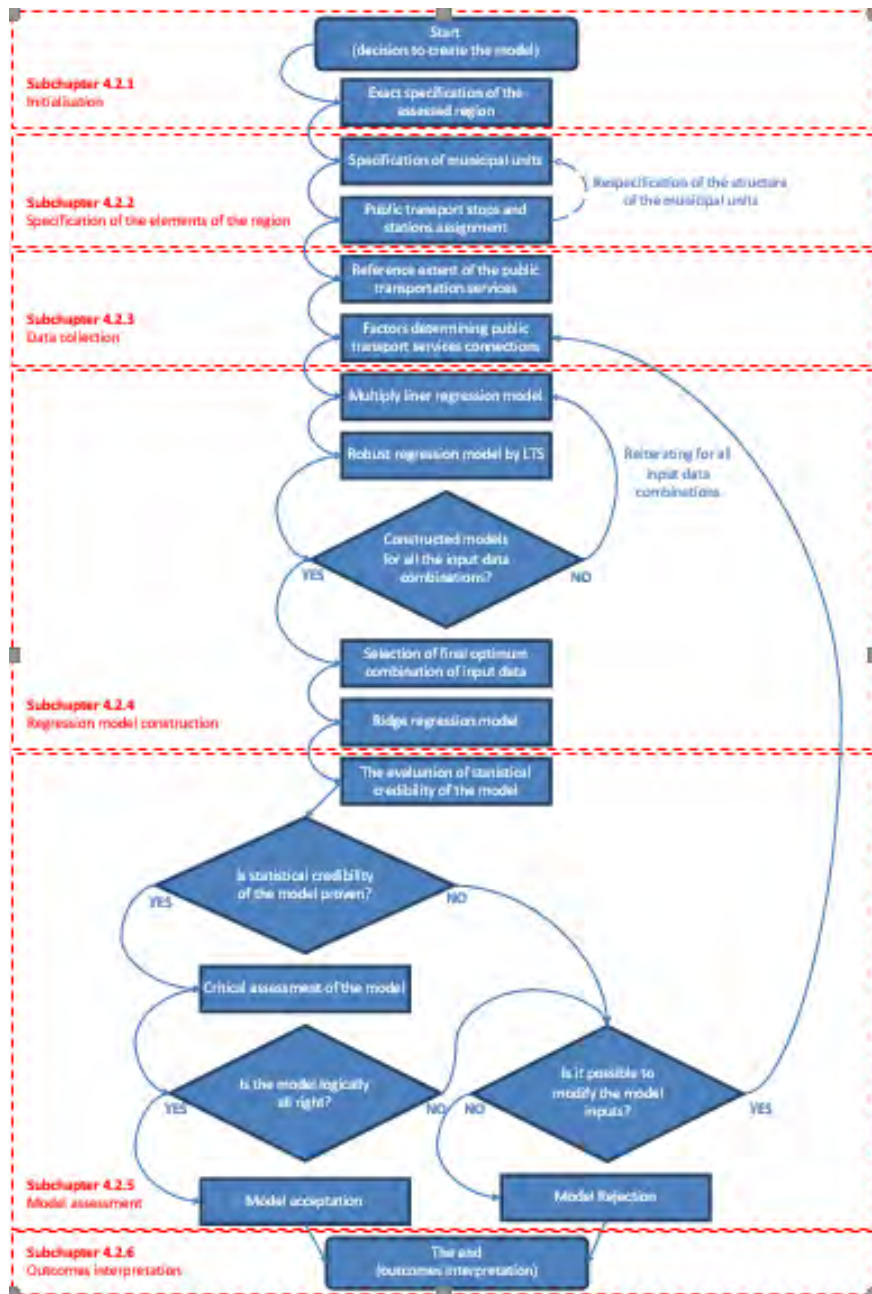 Start
(decision to create the model)
Subchapter 4.2.1
Initialisation
Exact specification of the
assessed region
Specification of municipal units
Respecification of the structure
of the municipal units
Subchapter 4.2.2
Specification of the elements of the region
Public transport stops and
stations assignment
Reference extent of the public
transportation services
Subchapter 4.2.3
Data collection
Factors determining public
transport services connections
Multiply liner regression model
Robust regression model by LTS
Reiterating for all
input data
combinations
Constructed models
for all the input data
combinations?
YES
NO
Selection of final optimum
combination of input data
Subchapter 4.2.4
Regression model construction
Ridge regression model
The evaluation of statistical
credibility of the model
Is statistical credibility
of the model proven?
YES
NO
Critical assessment of the model
Is the model logically
all right?
YES
NO
Is it possible to
modify the model
inputs?
NO
YES
Subchapter 4.2.5
Model assessment
Model acceptation
Model Rejection
Subchapter 4.2.6
Outcomes interpretation
The end
(outcomes interpretation)